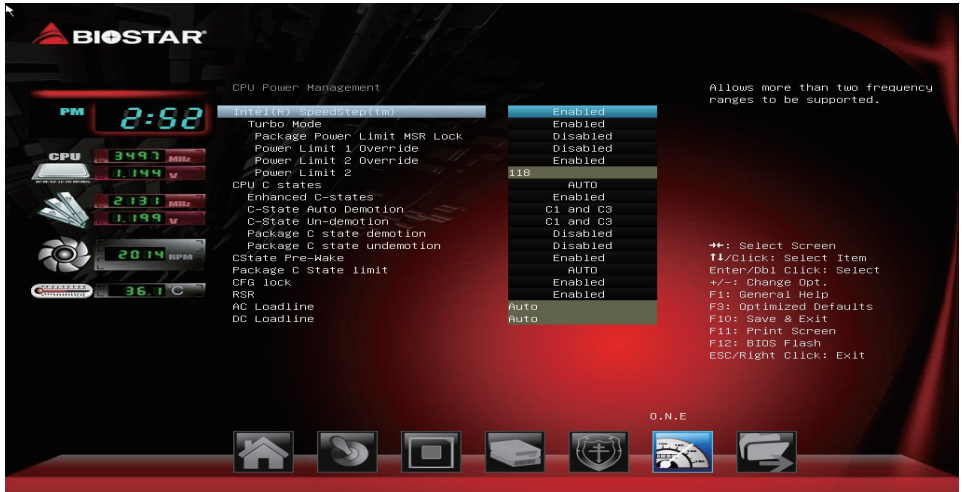 BIOSTAR
PM 2:52
CPU 3497 MHz
1.144 V
2131 MHz
1.199 V
2014 RPM
36.1 °C
CPU Power Management
Intel(R) SpeedStep(tm) Enabled
Turbo Mode Enabled
Package Power Limit MSR Lock Disabled
Power Limit 1 Override Disabled
Power Limit 2 Override Enabled
Power Limit 2 118
CPU C states AUTO
Enhanced C-states Enabled
C-State Auto Demotion C1 and C3
C-State Un-demotion C1 and C3
Package C state demotion Disabled
Package C state undemotion Disabled
CState Pre-Wake Enabled
Package C State limit AUTO
CFG lock Enabled
RSR Enabled
AC Loadline Auto
DC Loadline Auto
Allows more than two frequency
ranges to be supported.
→←: Select Screen
↑↓/Click: Select Item
Enter/Dbl Click: Select
+/-: Change Opt.
F1: General Help
F3: Optimized Defaults
F10: Save & Exit
F11: Print Screen
F12: BIOS Flash
ESC/Right Click: Exit
O.N.E